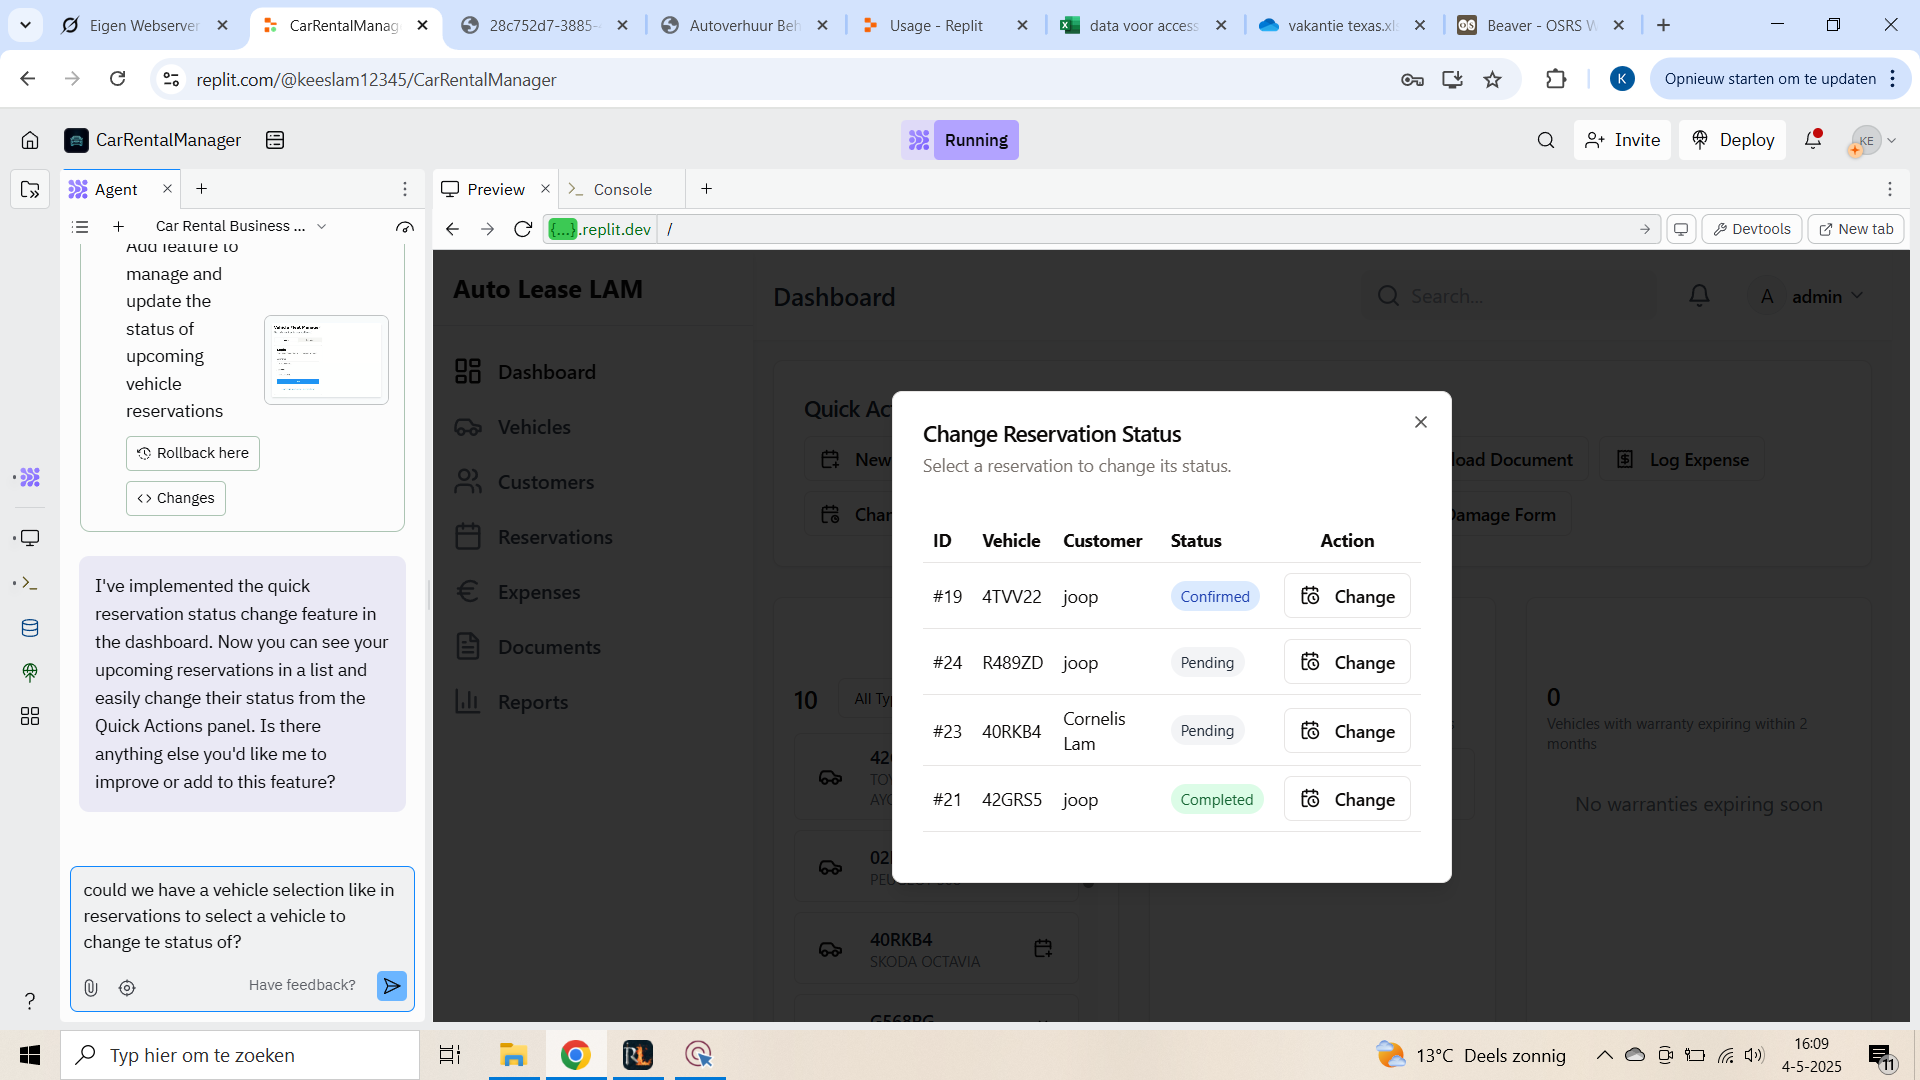 Eigen Webserver
CarRentalManag
28c752d7-3885-
Autoverhuur Beh
Usage - Replit
data voor access
vakantie texas.xl
Beaver - OSRS W
replit.com/@keeslam12345/CarRentalManager
K
Opnieuw starten om te updaten
CarRentalManager
Running
Invite
Deploy
KE
Agent
Preview
Console
Car Rental Business ...
{...}.replit.dev
/
Devtools
New tab
Add feature to
manage and
update the
status of
upcoming
vehicle
reservations
Rollback here
<> Changes
I've implemented the quick
reservation status change feature in
the dashboard. Now you can see your
upcoming reservations in a list and
easily change their status from the
Quick Actions panel. Is there
anything else you'd like me to
improve or add to this feature?
could we have a vehicle selection like in
reservations to select a vehicle to
change te status of?
Have feedback?
Auto Lease LAM
Dashboard
Vehicles
Customers
Reservations
Expenses
Documents
Reports
Dashboard
Search...
A
admin
Quick Ac
New
load Document
Log Expense
Chan
Damage Form
10
All Ty
40RKB4
SKODA OCTAVIA
0
Vehicles with warranty expiring within 2
months
No warranties expiring soon
Change Reservation Status
Select a reservation to change its status.
ID Vehicle Customer Status Action
#19 4TVV22 joop Confirmed Change
#24 R489ZD joop Pending Change
#23 40RKB4 Cornelis
Lam Pending Change
#21 42GRS5 joop Completed Change
?
Typ hier om te zoeken
13°C Deels zonnig
16:09
4-5-2025
11